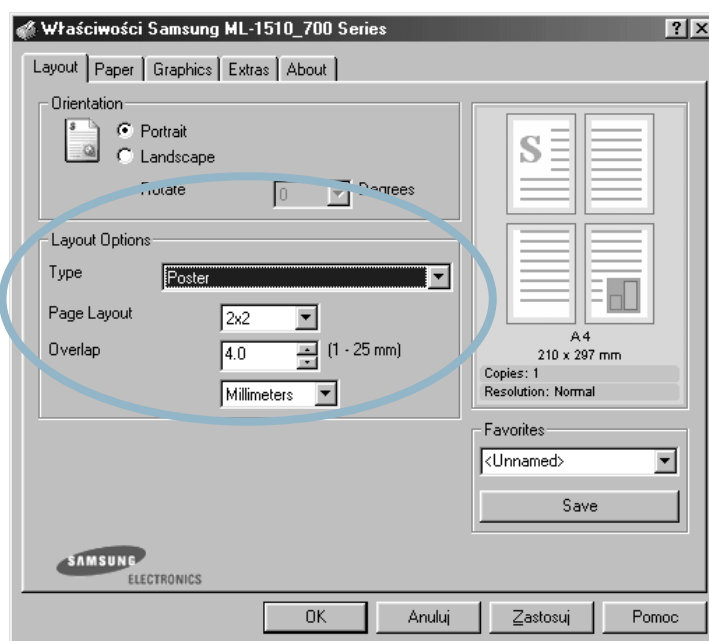 Właściwości Samsung ML-1510_700 Series
Layout Paper Graphics Extras About
Orientation
Portrait
Landscape
Rotate 0 Degrees
Layout Options
Type Poster
Page Layout 2x2
Overlap 4.0 (1 - 25 mm)
Millimeters
S
S
A4
210 x 297 mm
Copies: 1
Resolution: Normal
Favorites
<Unnamed>
Save
SAMSUNG
ELECTRONICS
OK Anuluj Zastosuj Pomoc